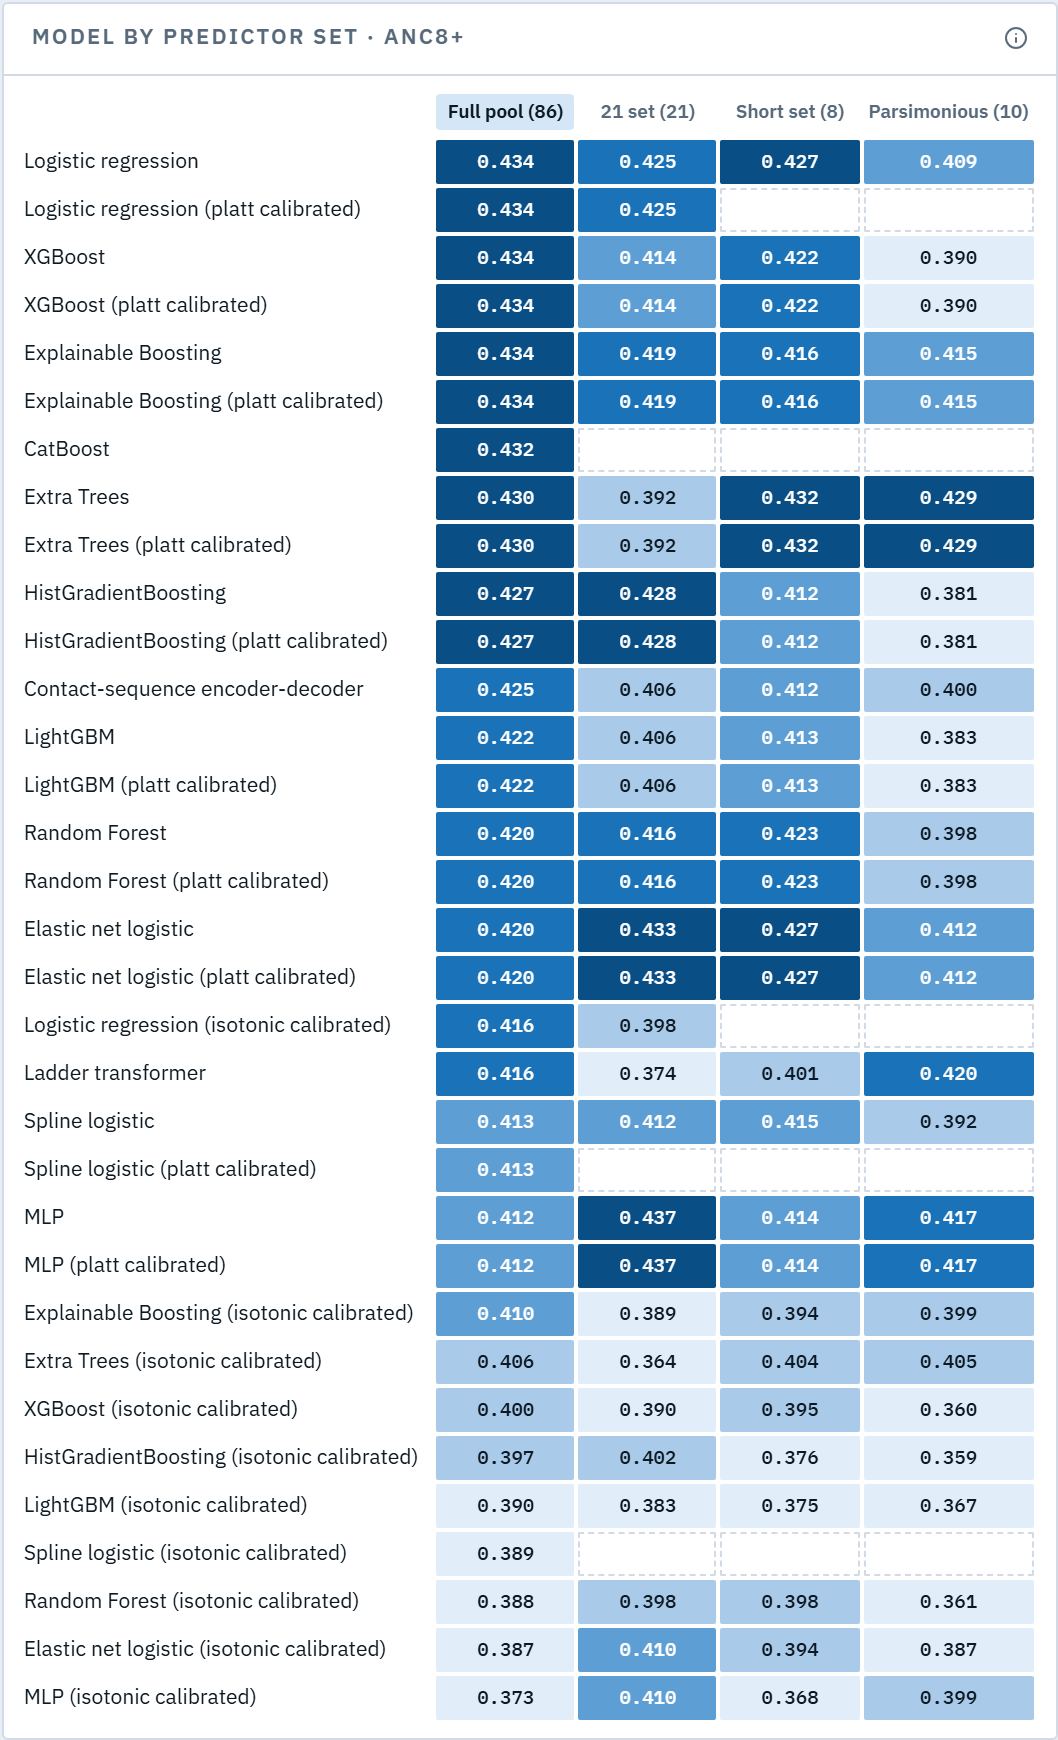 MODEL BY PREDICTOR SET · ANC8+
Full pool (86) 21 set (21) Short set (8) Parsimonious (10)
Logistic regression 0.434 0.425 0.427 0.409
Logistic regression (platt calibrated) 0.434 0.425
XGBoost 0.434 0.414 0.422 0.390
XGBoost (platt calibrated) 0.434 0.414 0.422 0.390
Explainable Boosting 0.434 0.419 0.416 0.415
Explainable Boosting (platt calibrated) 0.434 0.419 0.416 0.415
CatBoost 0.432
Extra Trees 0.430 0.392 0.432 0.429
Extra Trees (platt calibrated) 0.430 0.392 0.432 0.429
HistGradientBoosting 0.427 0.428 0.412 0.381
HistGradientBoosting (platt calibrated) 0.427 0.428 0.412 0.381
Contact-sequence encoder-decoder 0.425 0.406 0.412 0.400
LightGBM 0.422 0.406 0.413 0.383
LightGBM (platt calibrated) 0.422 0.406 0.413 0.383
Random Forest 0.420 0.416 0.423 0.398
Random Forest (platt calibrated) 0.420 0.416 0.423 0.398
Elastic net logistic 0.420 0.433 0.427 0.412
Elastic net logistic (platt calibrated) 0.420 0.433 0.427 0.412
Logistic regression (isotonic calibrated) 0.416 0.398
Ladder transformer 0.416 0.374 0.401 0.420
Spline logistic 0.413 0.412 0.415 0.392
Spline logistic (platt calibrated) 0.413
MLP 0.412 0.437 0.414 0.417
MLP (platt calibrated) 0.412 0.437 0.414 0.417
Explainable Boosting (isotonic calibrated) 0.410 0.389 0.394 0.399
Extra Trees (isotonic calibrated) 0.406 0.364 0.404 0.405
XGBoost (isotonic calibrated) 0.400 0.390 0.395 0.360
HistGradientBoosting (isotonic calibrated) 0.397 0.402 0.376 0.359
LightGBM (isotonic calibrated) 0.390 0.383 0.375 0.367
Spline logistic (isotonic calibrated) 0.389
Random Forest (isotonic calibrated) 0.388 0.398 0.398 0.361
Elastic net logistic (isotonic calibrated) 0.387 0.410 0.394 0.387
MLP (isotonic calibrated) 0.373 0.410 0.368 0.399